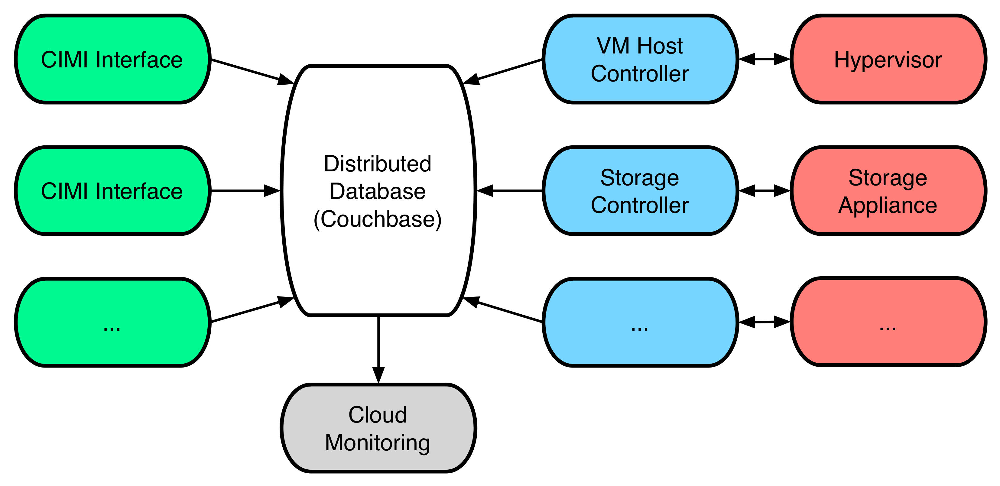 CIMI Interface
VM Host
Controller
Hypervisor
CIMI Interface
Distributed
Database
(Couchbase)
Storage
Controller
Storage
Appliance
...
...
...
Cloud
Monitoring